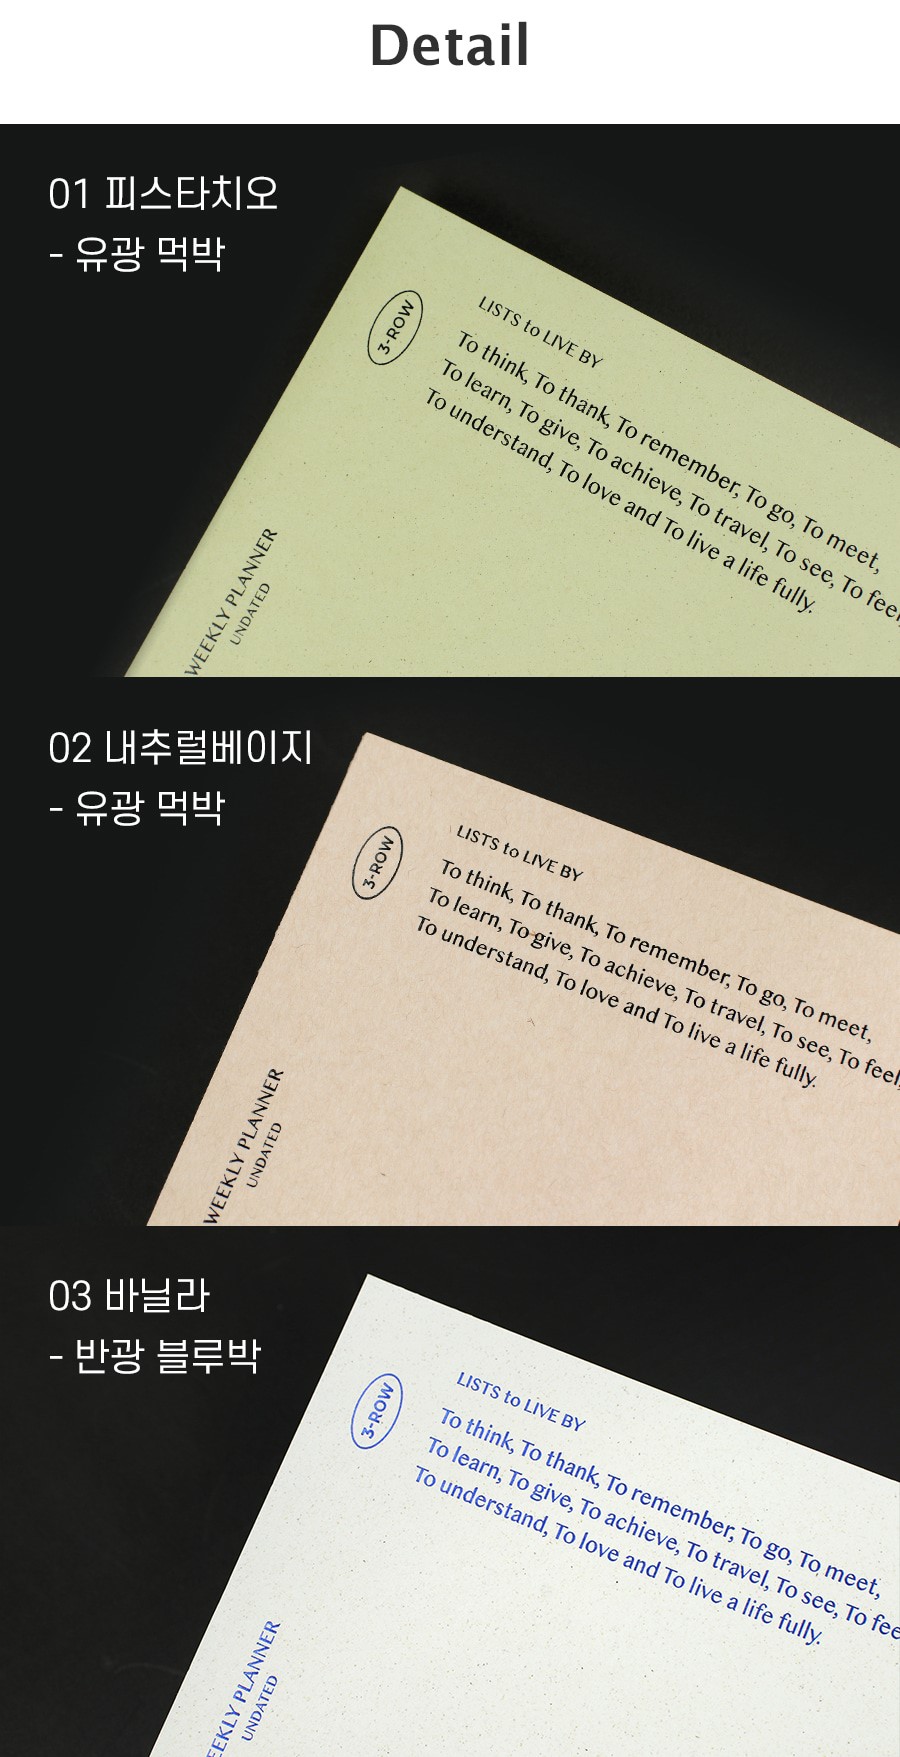 Detail
01 피스타치오
- 유광 먹박
3-ROW
LISTS to LIVE BY
To think, To thank, To remember, To go, To meet,
To learn, To give, To achieve, To travel, To see, To feel,
To understand, To love and To live a life fully.
WEEKLY PLANNER
UNDATED
02 내추럴베이지
- 유광 먹박
3-ROW
LISTS to LIVE BY
To think, To thank, To remember, To go, To meet,
To learn, To give, To achieve, To travel, To see, To feel,
To understand, To love and To live a life fully.
WEEKLY PLANNER
UNDATED
03 바닐라
- 반광 블루박
3-ROW
LISTS to LIVE BY
To think, To thank, To remember, To go, To meet,
To learn, To give, To achieve, To travel, To see, To fee
To understand, To love and To live a life fully.
EEKLY PLANNER
UNDATED